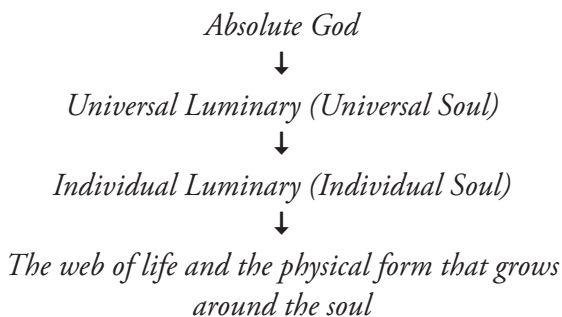 Absolute God
Universal Luminary (Universal Soul)
Individual Luminary (Individual Soul)
The web of life and the physical form that grows
around the soul